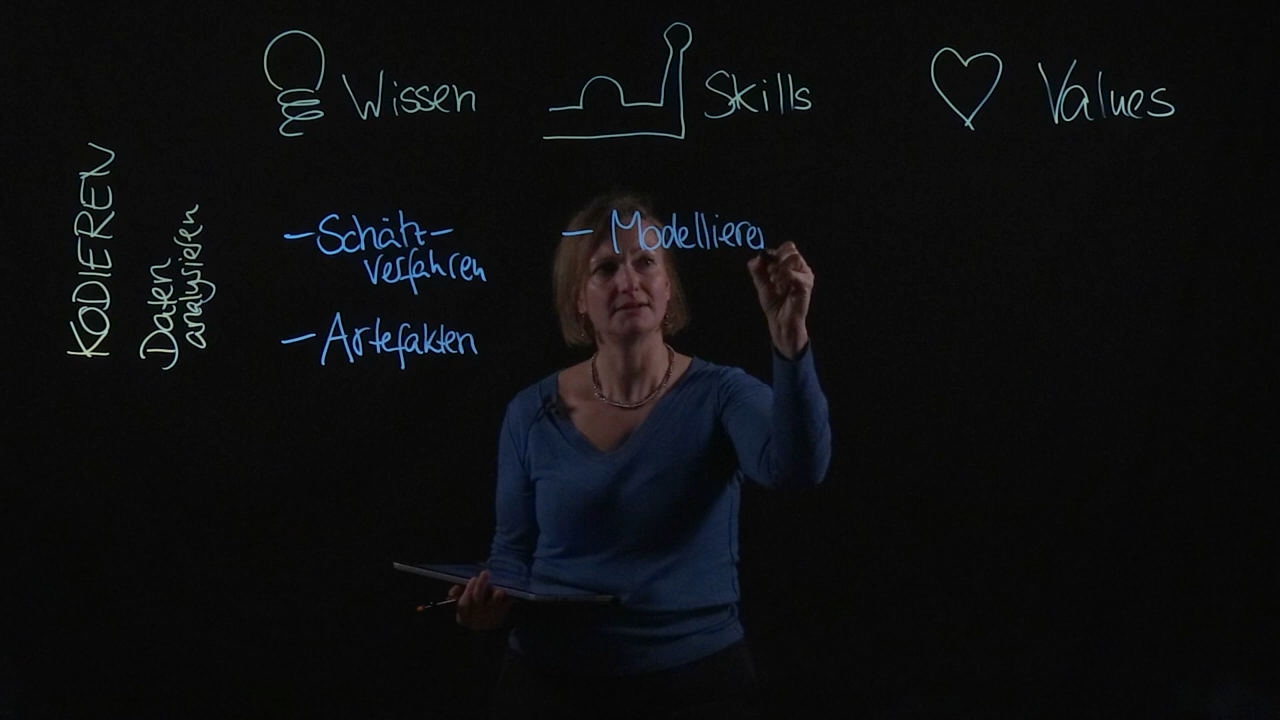 Wissen
Skills
Values
KODIEREN
Daten
analysieren
– Schätz–
verfahren
– Artefakten
– Modellieren